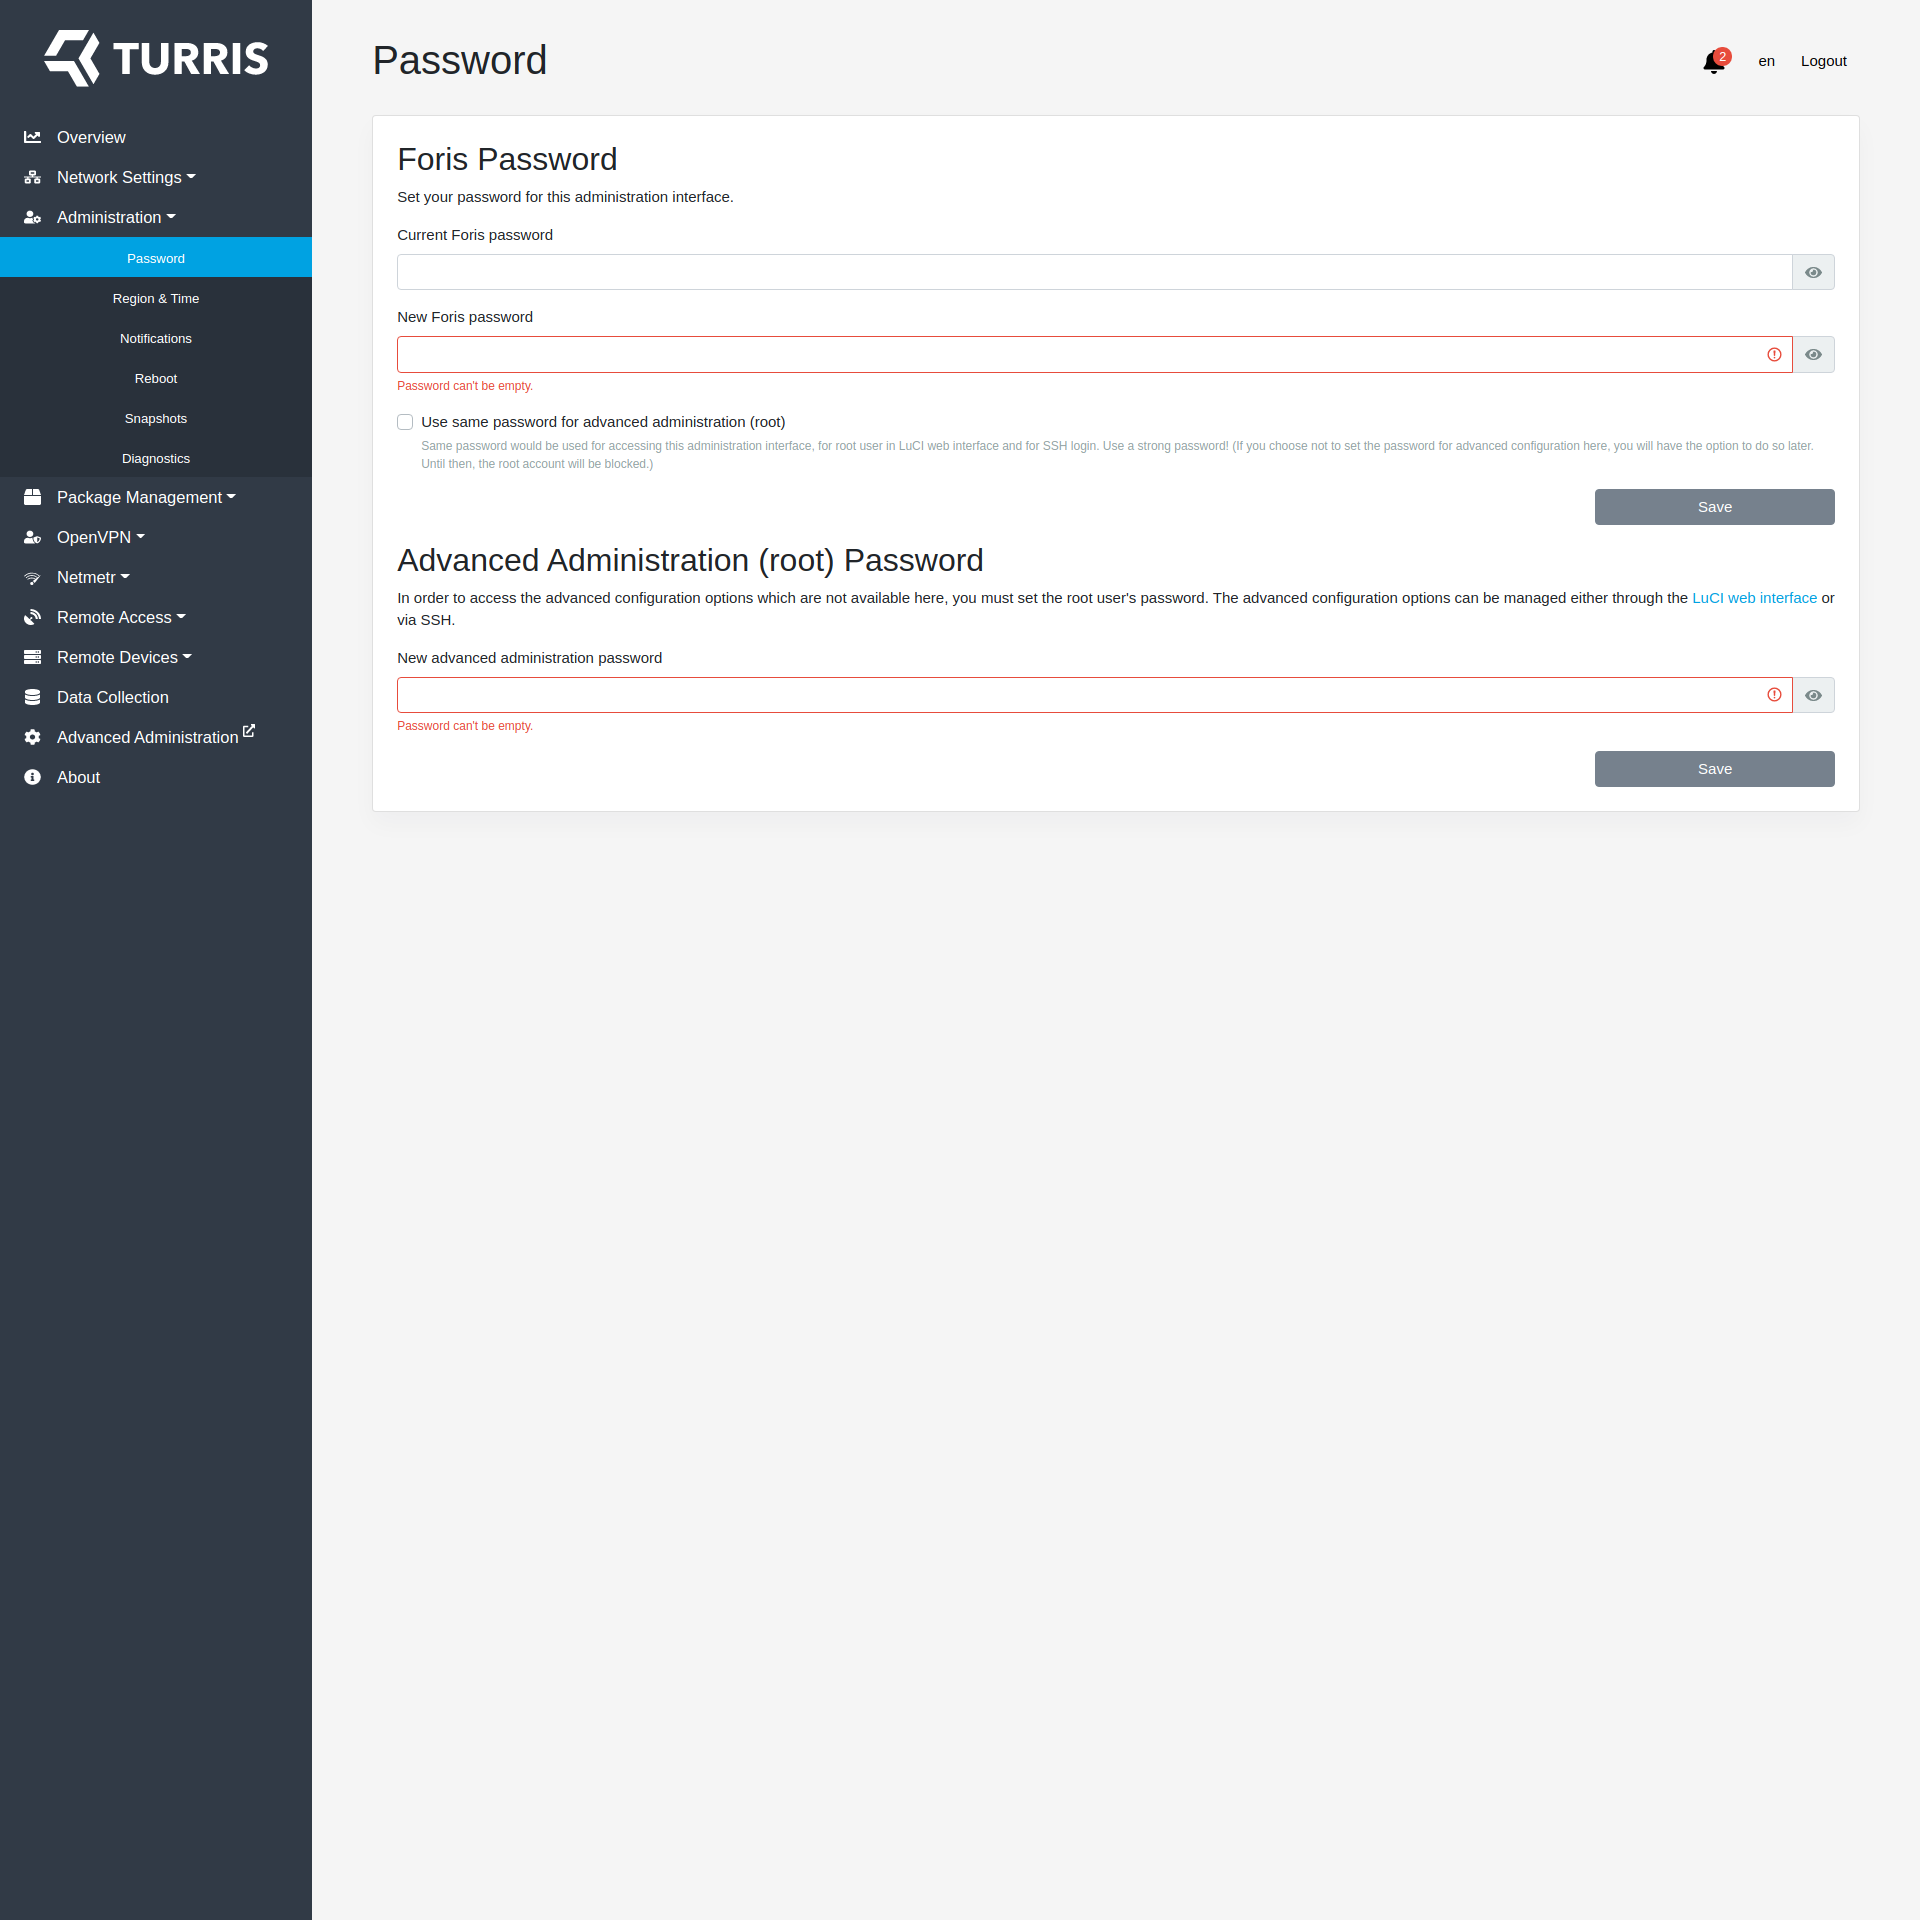 TURRIS
Overview
Network Settings
Administration
Password
Region & Time
Notifications
Reboot
Snapshots
Diagnostics
Package Management
OpenVPN
Netmetr
Remote Access
Remote Devices
Data Collection
Advanced Administration
About
Password
2
en
Logout
Foris Password
Set your password for this administration interface.
Current Foris password
New Foris password
Password can't be empty.
Use same password for advanced administration (root)
Same password would be used for accessing this administration interface, for root user in LuCI web interface and for SSH login. Use a strong password! (If you choose not to set the password for advanced configuration here, you will have the option to do so later.
Until then, the root account will be blocked.)
Save
Advanced Administration (root) Password
In order to access the advanced configuration options which are not available here, you must set the root user's password. The advanced configuration options can be managed either through the LuCI web interface or
via SSH.
New advanced administration password
Password can't be empty.
Save